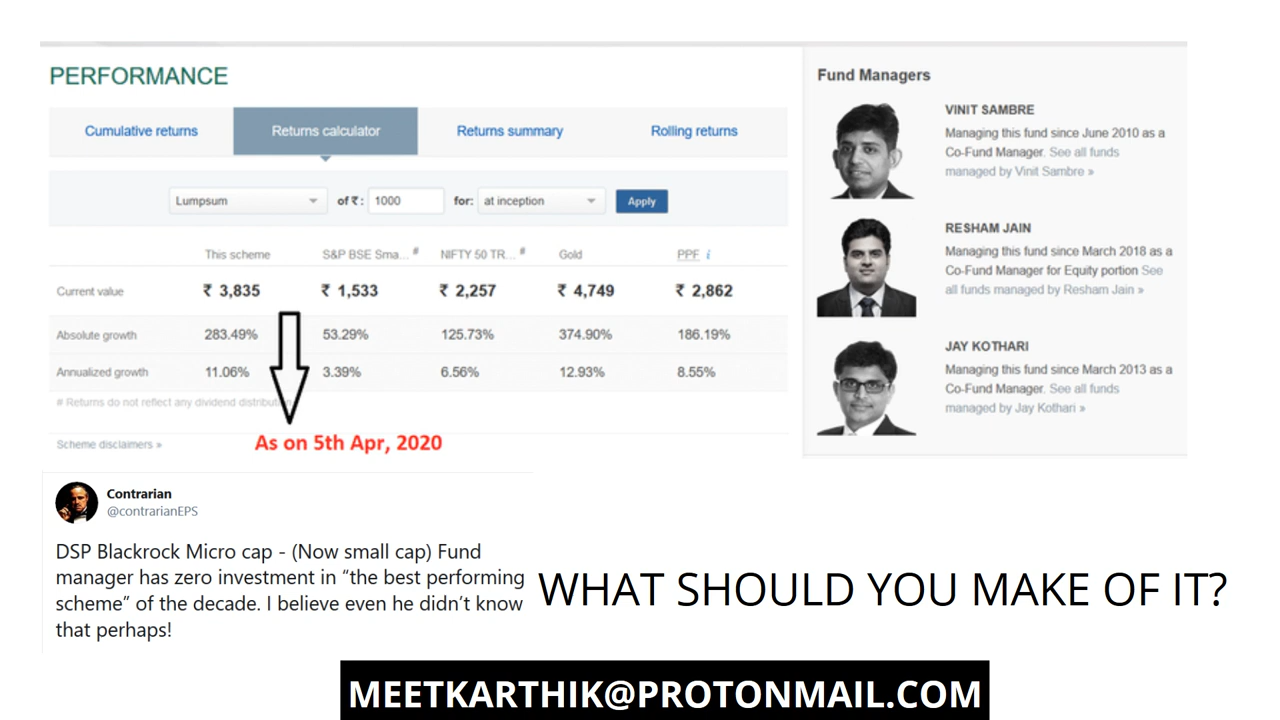 PERFORMANCE
Cumulative returns Returns calculator Returns summary Rolling returns
Lumpsum of ₹ : 1000 for: at inception Apply
This scheme S&P BSE Sma... # NIFTY 50 TR... # Gold PPF i
Current value ₹ 3,835 ₹ 1,533 ₹ 2,257 ₹ 4,749 ₹ 2,862
Absolute growth 283.49% 53.29% 125.73% 374.90% 186.19%
Annualized growth 11.06% 3.39% 6.56% 12.93% 8.55%
# Returns do not reflect any dividend distribution
Scheme disclaimers »
As on 5th Apr, 2020
Fund Managers
VINIT SAMBRE
Managing this fund since June 2010 as a
Co-Fund Manager. See all funds
managed by Vinit Sambre »
RESHAM JAIN
Managing this fund since March 2018 as a
Co-Fund Manager for Equity portion See
all funds managed by Resham Jain »
JAY KOTHARI
Managing this fund since March 2013 as a
Co-Fund Manager. See all funds
managed by Jay Kothari »
Contrarian
@contrarianEPS
DSP Blackrock Micro cap - (Now small cap) Fund
manager has zero investment in “the best performing
scheme” of the decade. I believe even he didn’t know
that perhaps!
WHAT SHOULD YOU MAKE OF IT?
MEETKARTHIK@PROTONMAIL.COM